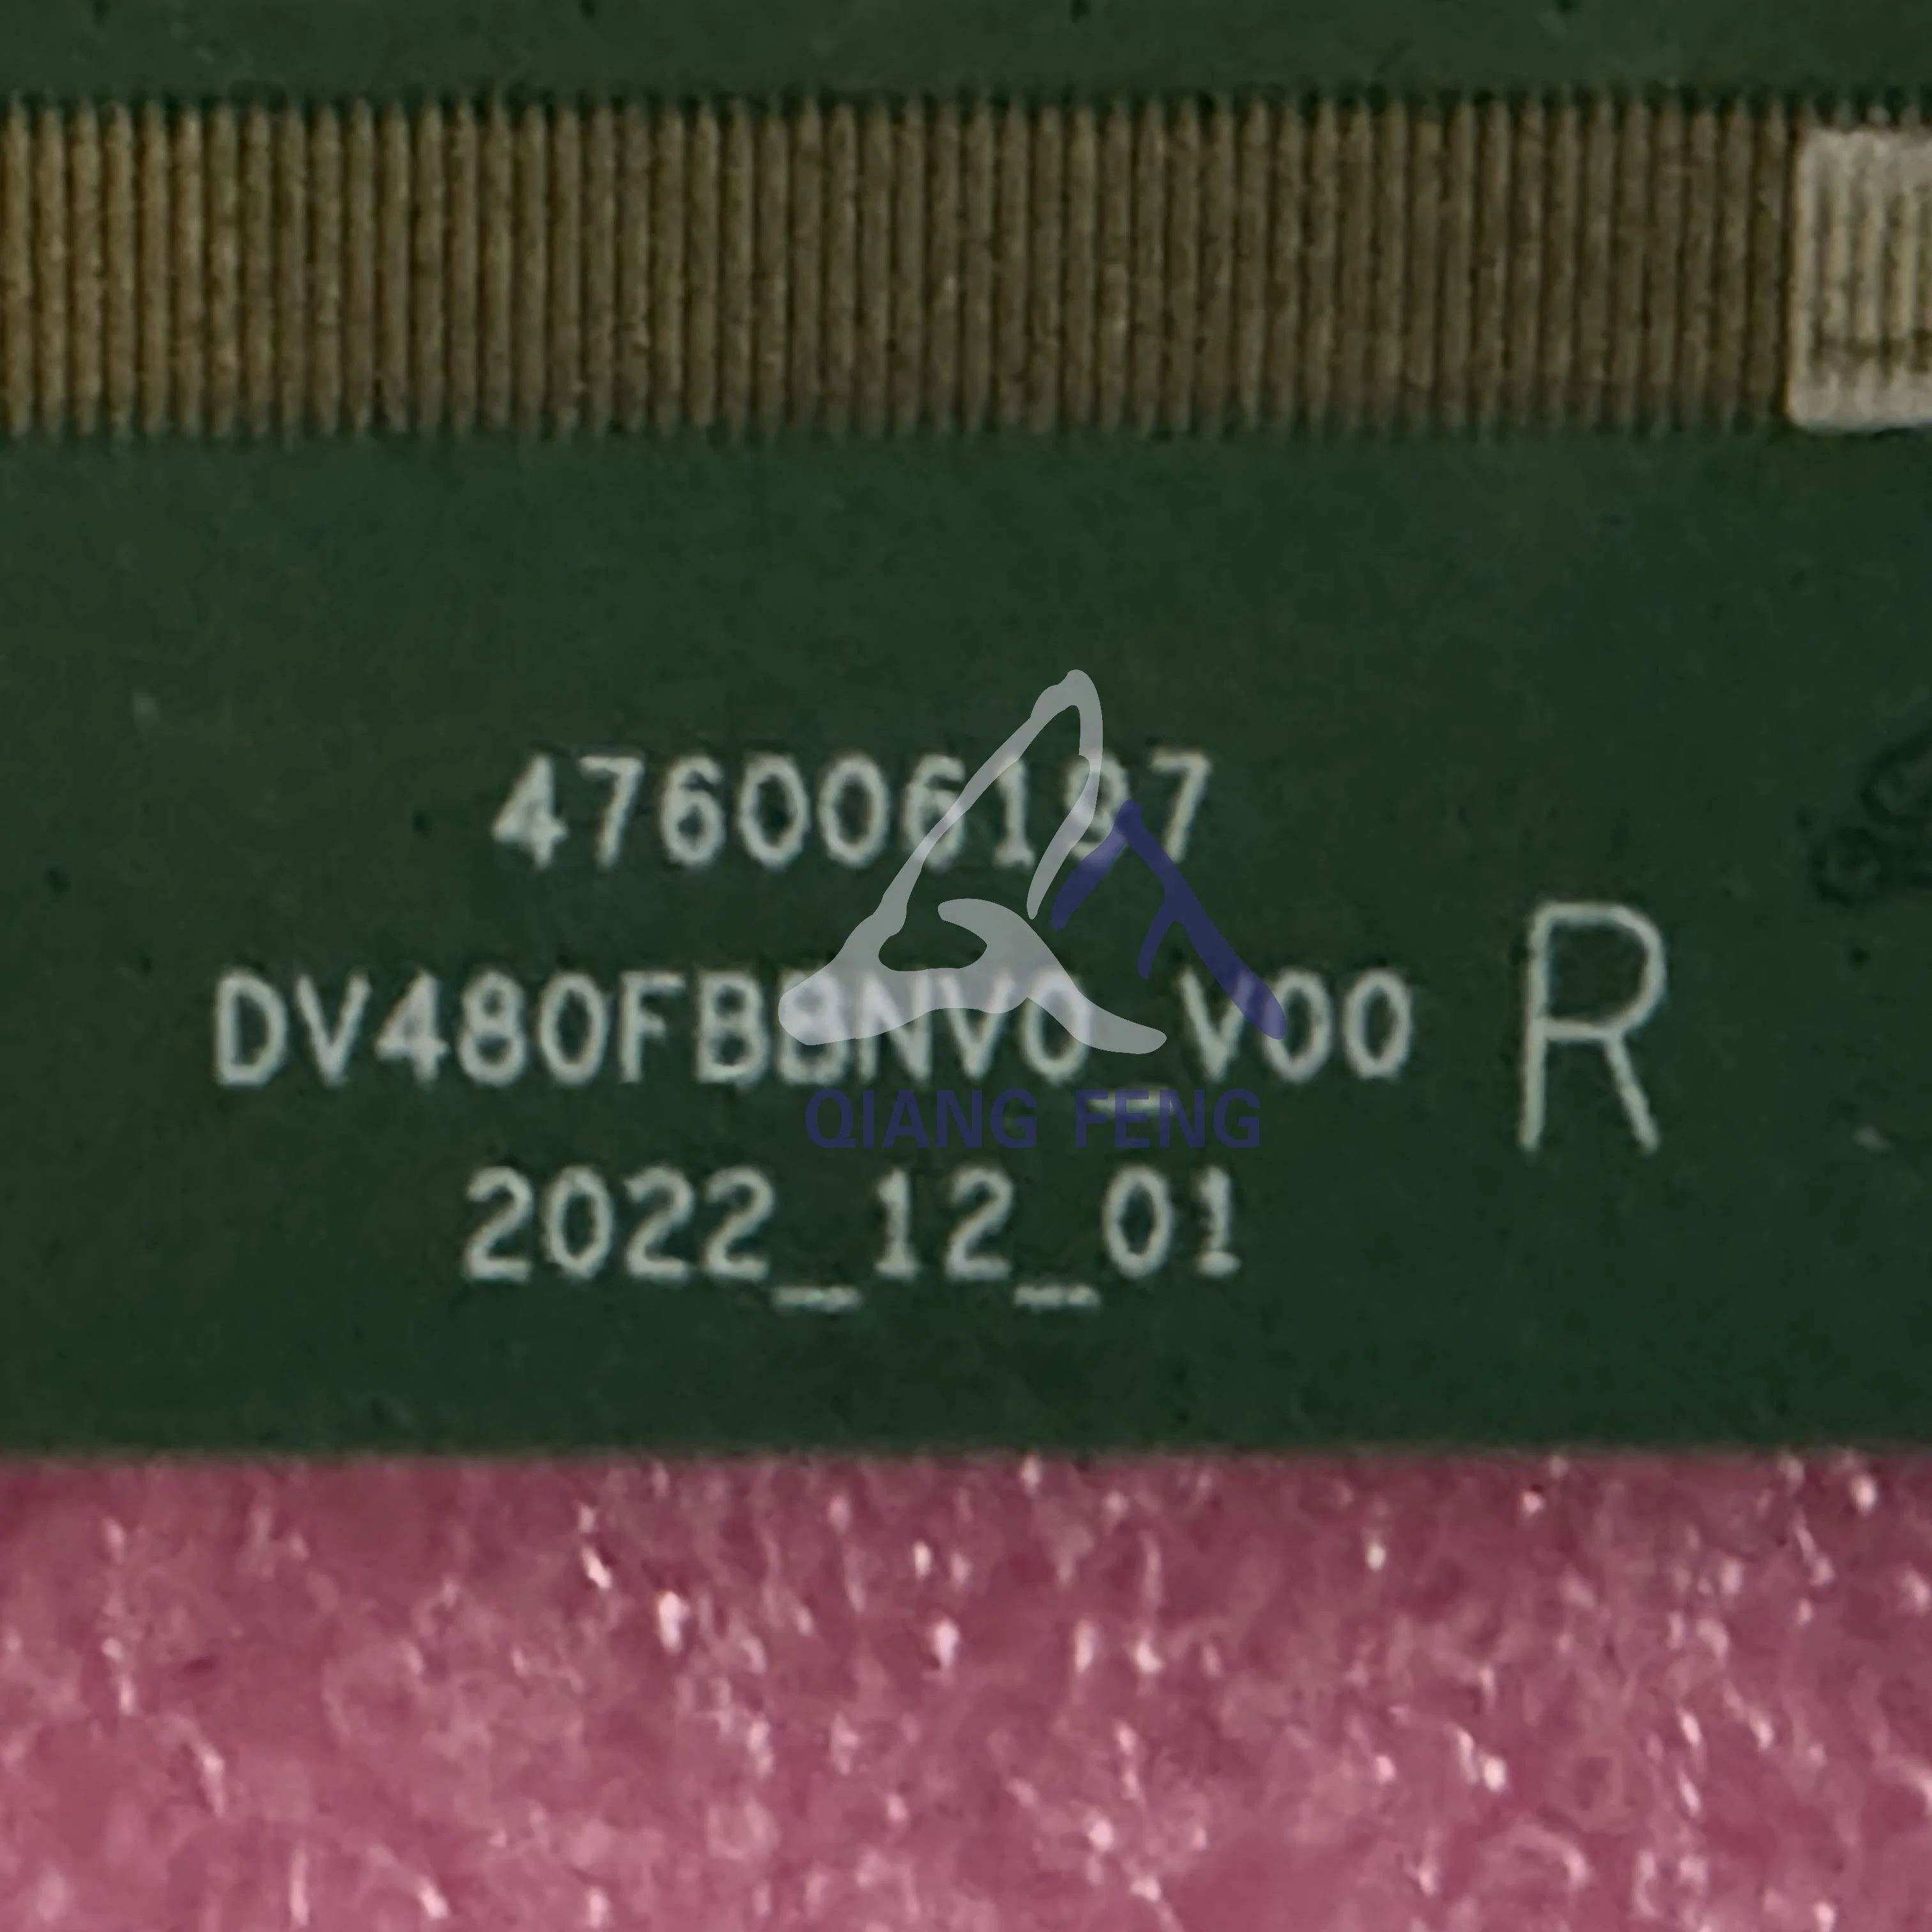 476006197
DV480FBBNV0_V00
R
QIANG FENG
2022_12_01